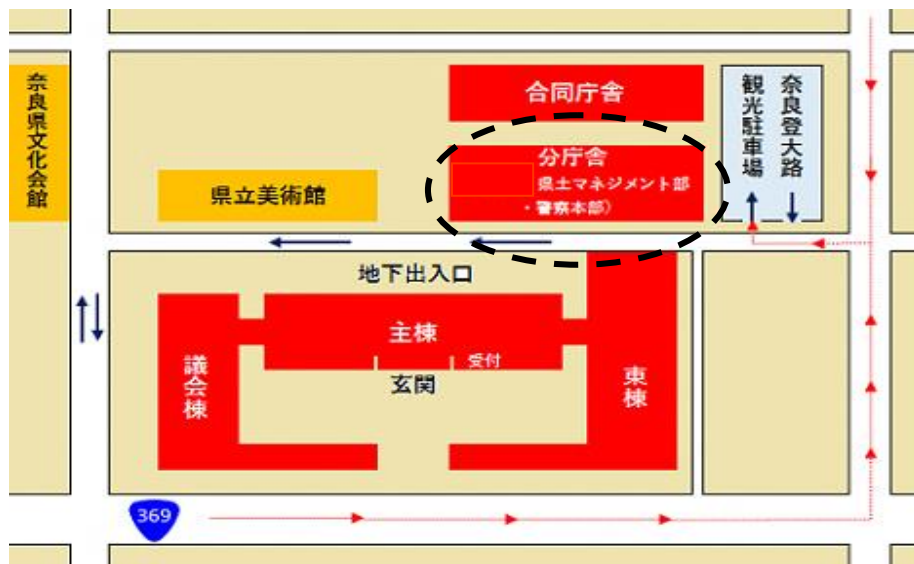 奈良県文化会館
合同庁舎
分庁舎
県土マネジメント部
・警察本部）
県立美術館
観光駐車場
奈良登大路
地下出入口
主棟
受付
玄関
議会棟
東棟
369